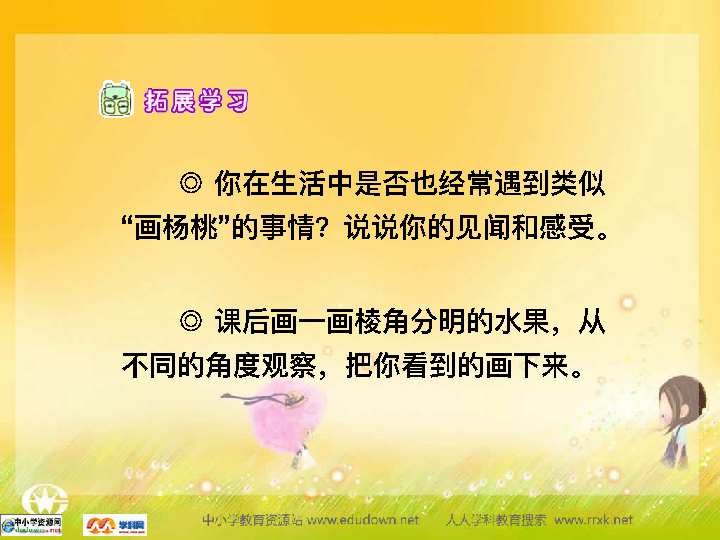 拓展学习
◎ 你在生活中是否也经常遇到类似
“画杨桃”的事情？说说你的见闻和感受。
◎ 课后画一画棱角分明的水果，从
不同的角度观察，把你看到的画下来。
中小学教育资源站 www.edudown.net 人人学科教育搜索 www.rrxk.net
中小学资源网
学科网